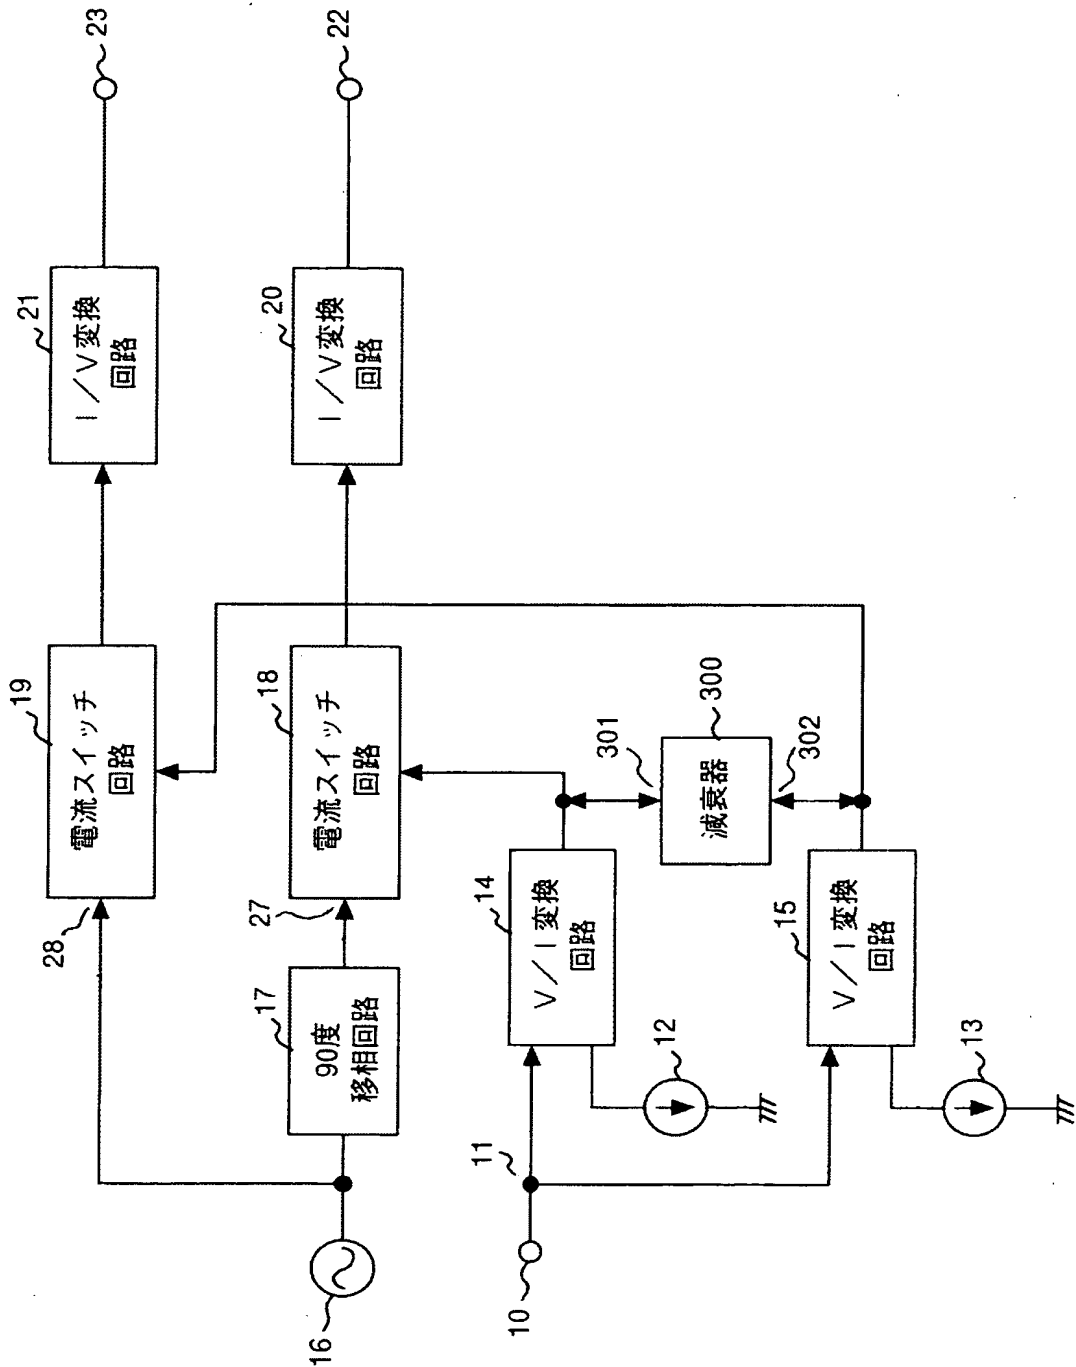 23
22
21
I/V変換
回路
20
I/V変換
回路
19
電流スイッチ
回路
18
電流スイッチ
回路
28
27
17
90度
移相回路
16
14
V/I変換
回路
301
300
減衰器
302
15
V/I変換
回路
12
13
11
10